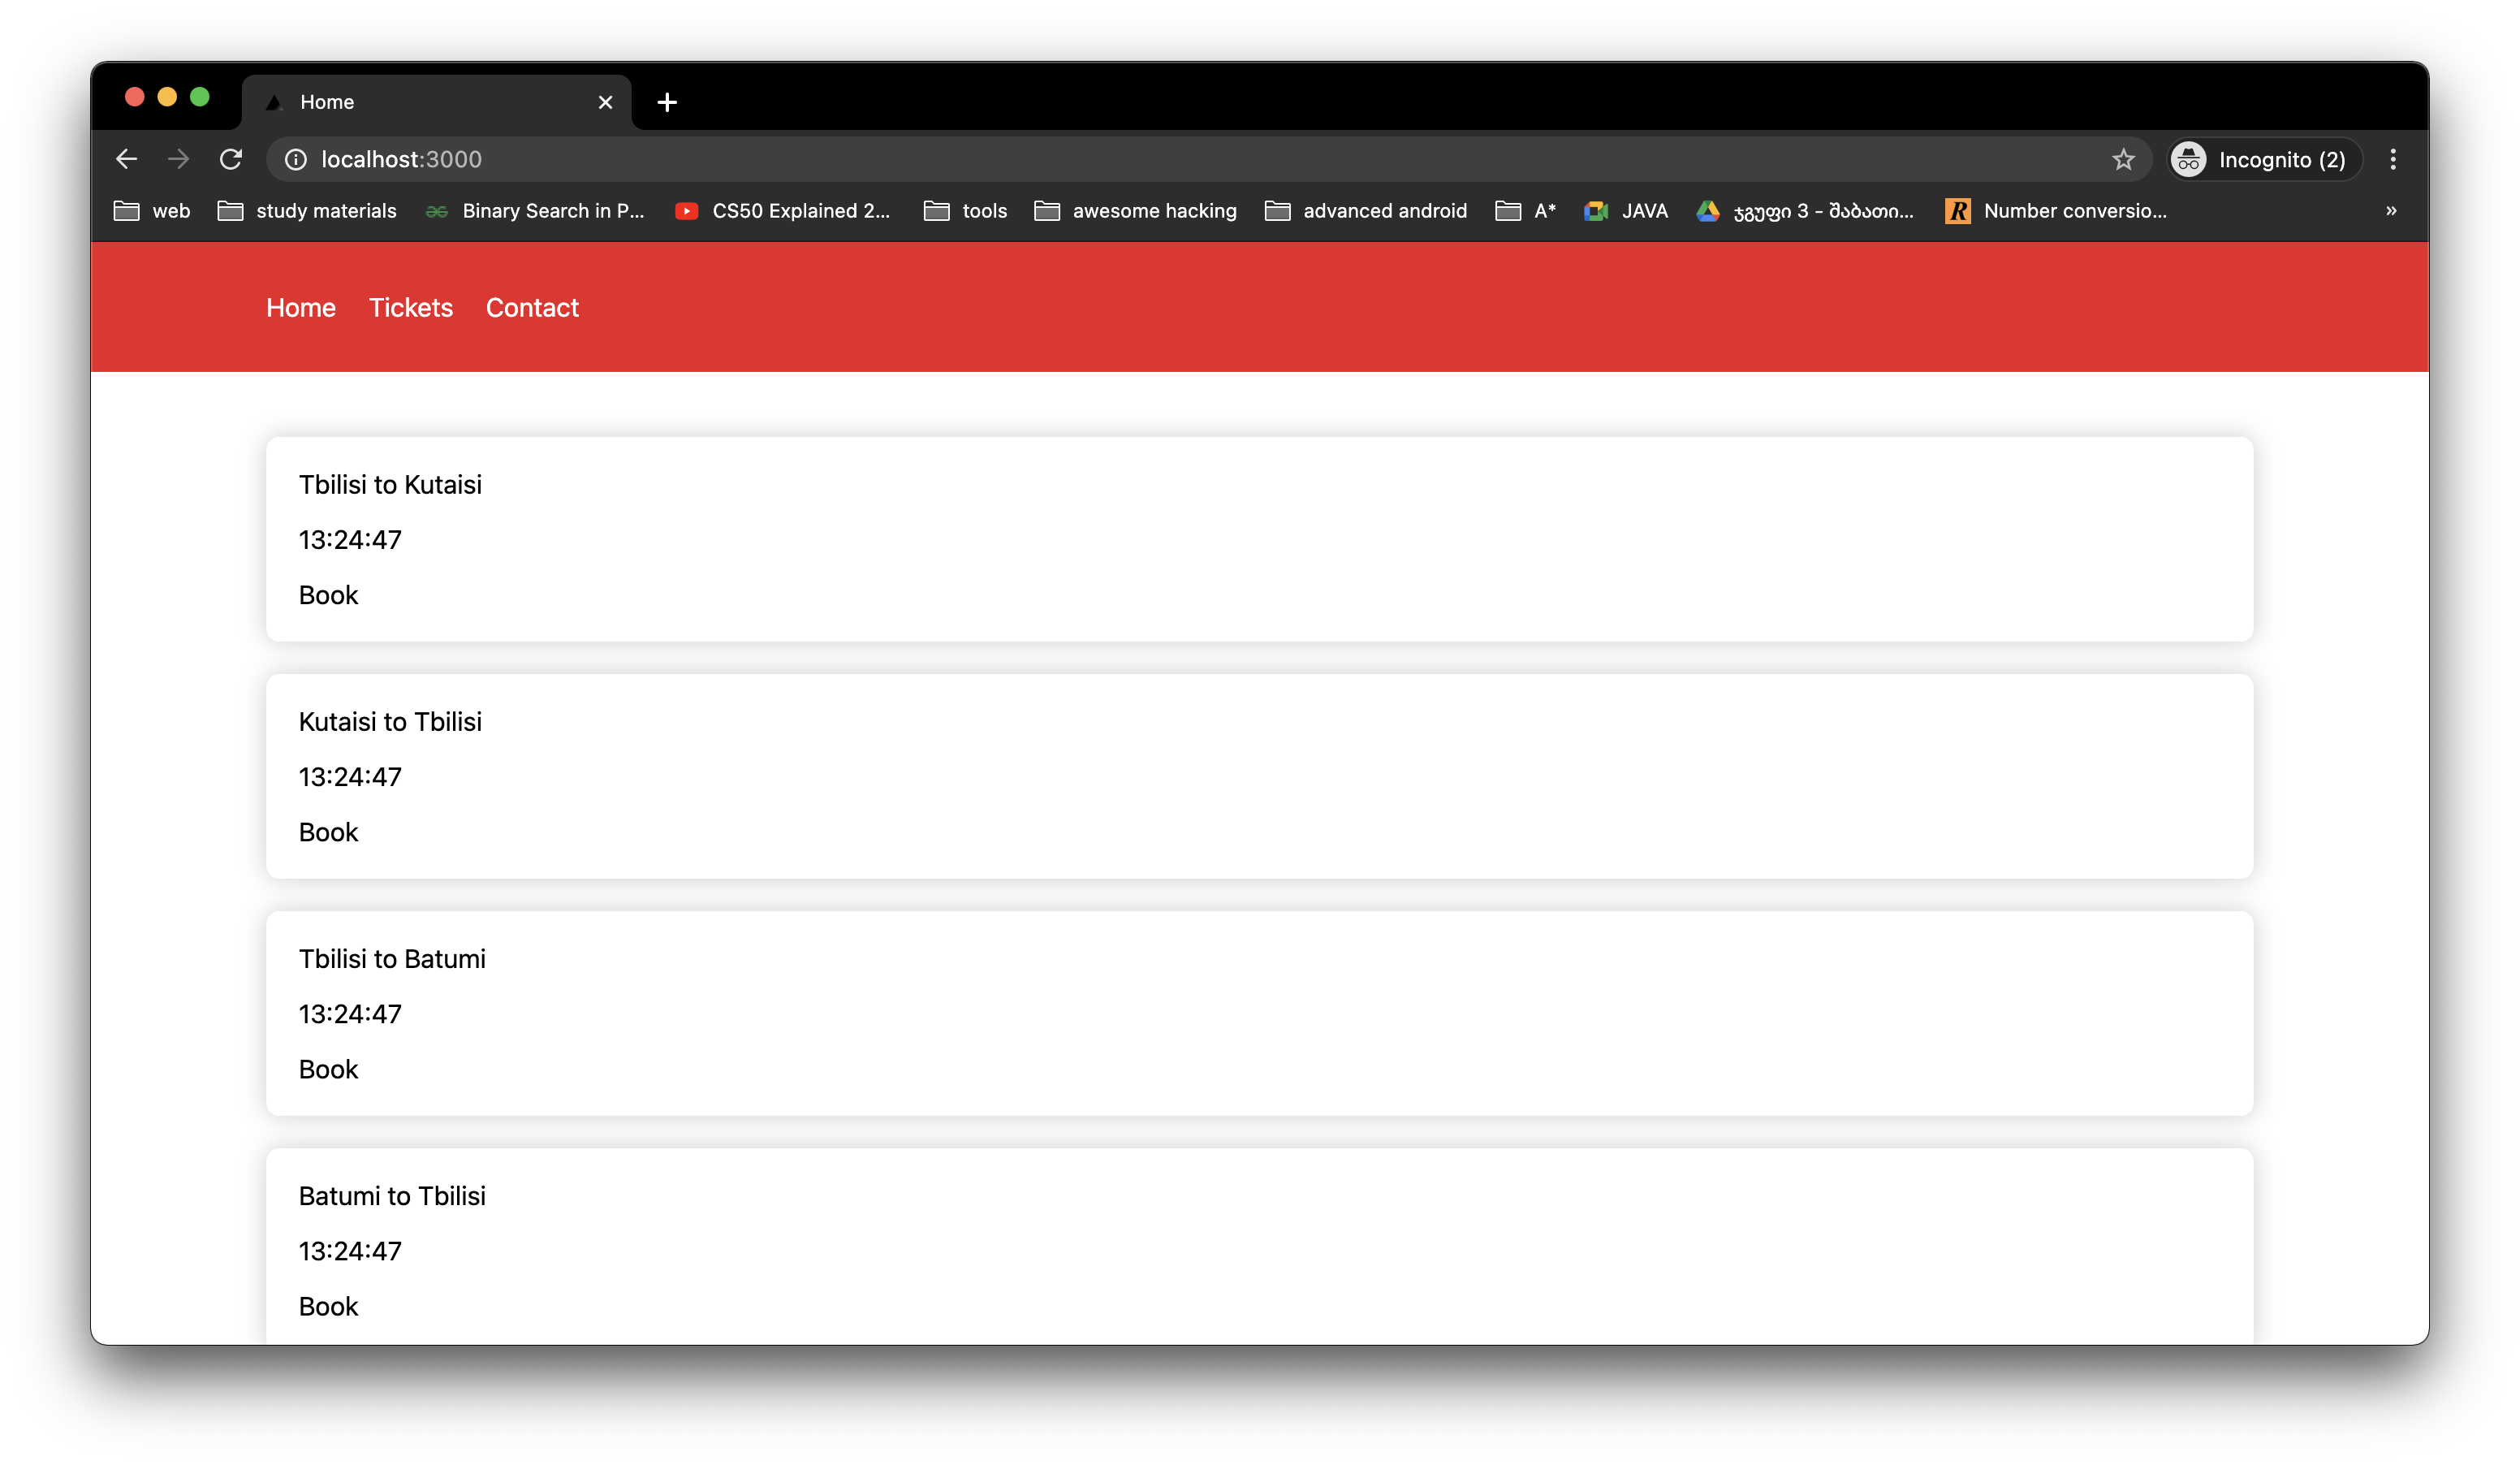 Home
localhost:3000
Incognito (2)
web study materials Binary Search in P... CS50 Explained 2... tools awesome hacking advanced android A* JAVA ჯგუფი 3 - შაბათი... R Number conversio... »
Home Tickets Contact
Tbilisi to Kutaisi
13:24:47
Book
Kutaisi to Tbilisi
13:24:47
Book
Tbilisi to Batumi
13:24:47
Book
Batumi to Tbilisi
13:24:47
Book